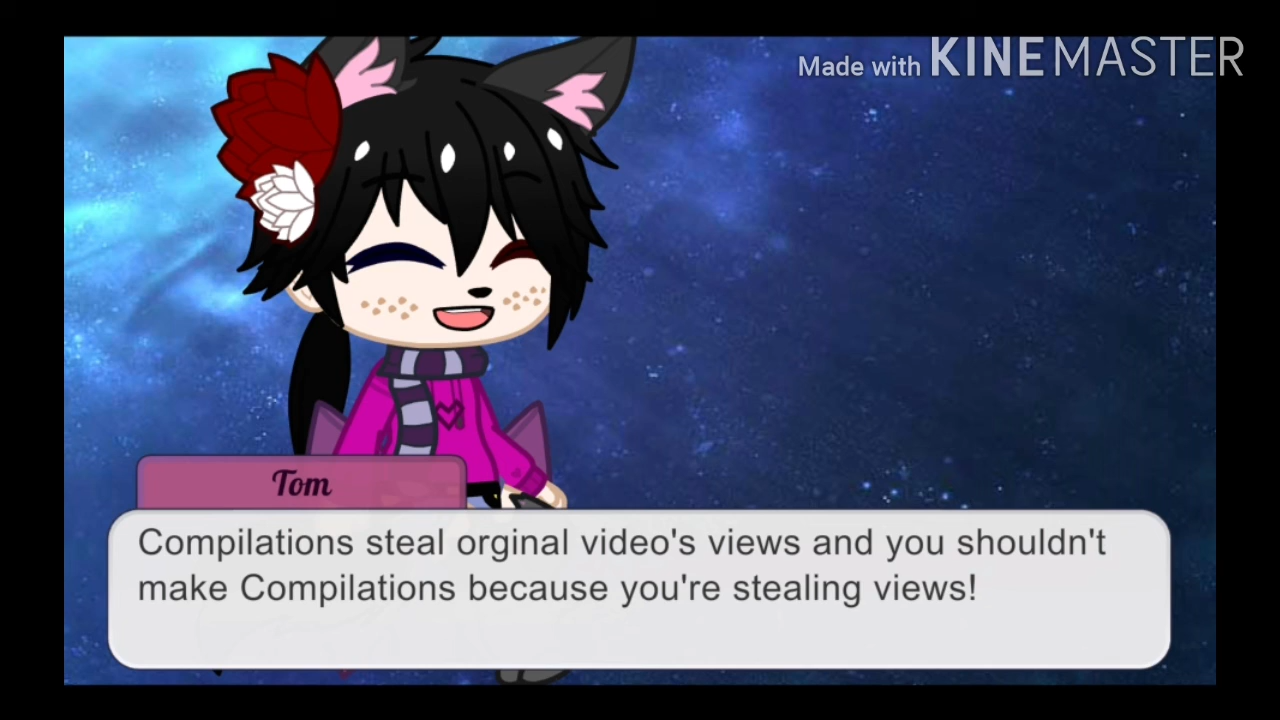 Made with KINEMASTER
Tom
Compilations steal orginal video's views and you shouldn't
make Compilations because you're stealing views!